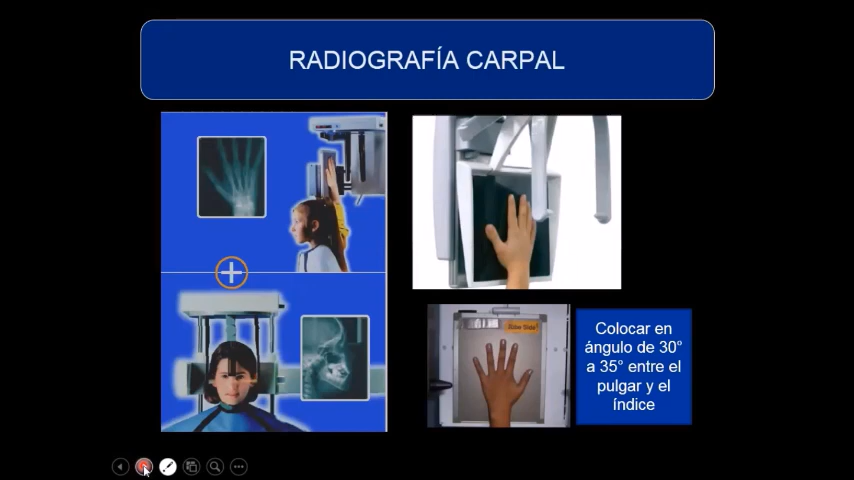 RADIOGRAFÍA CARPAL
Colocar en
ángulo de 30°
a 35° entre el
pulgar y el
índice